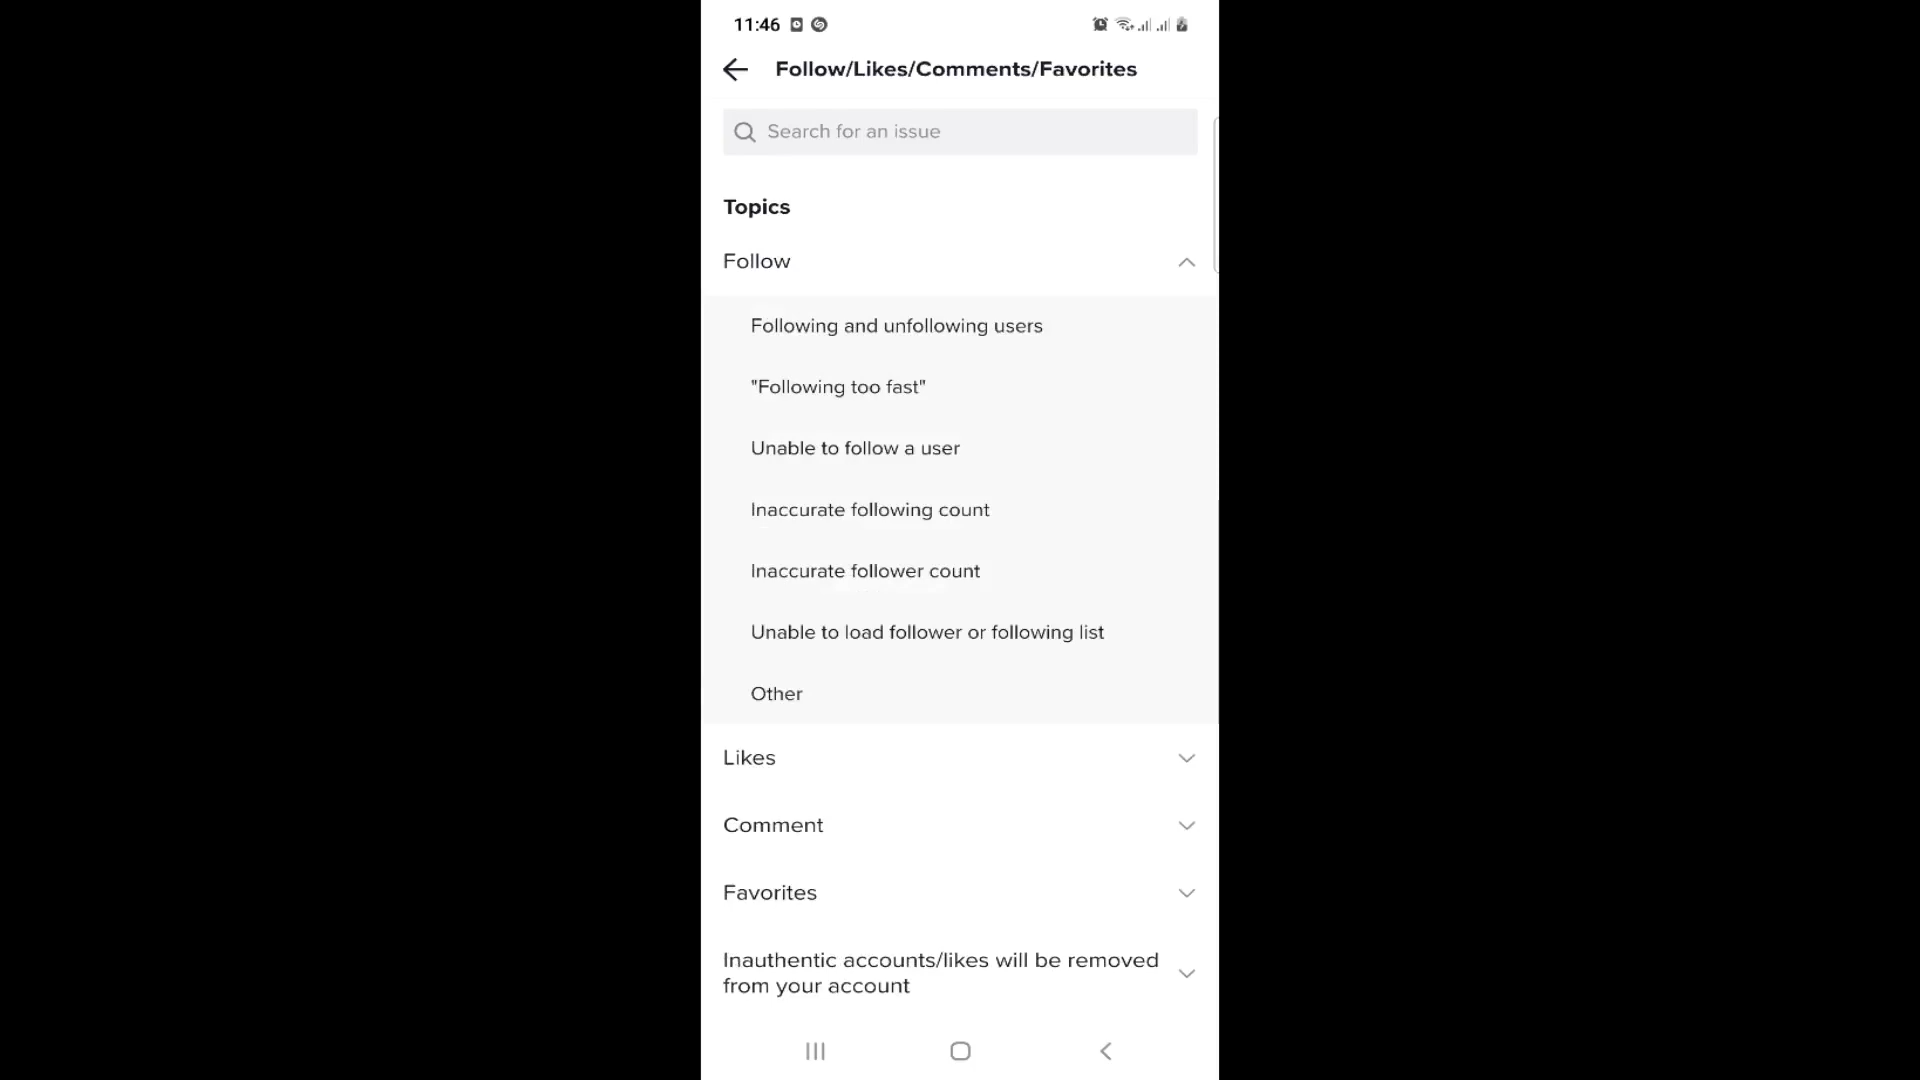 11:46
Follow/Likes/Comments/Favorites
Search for an issue
Topics
Follow
Following and unfollowing users
"Following too fast"
Unable to follow a user
Inaccurate following count
Inaccurate follower count
Unable to load follower or following list
Other
Likes
Comment
Favorites
Inauthentic accounts/likes will be removed
from your account